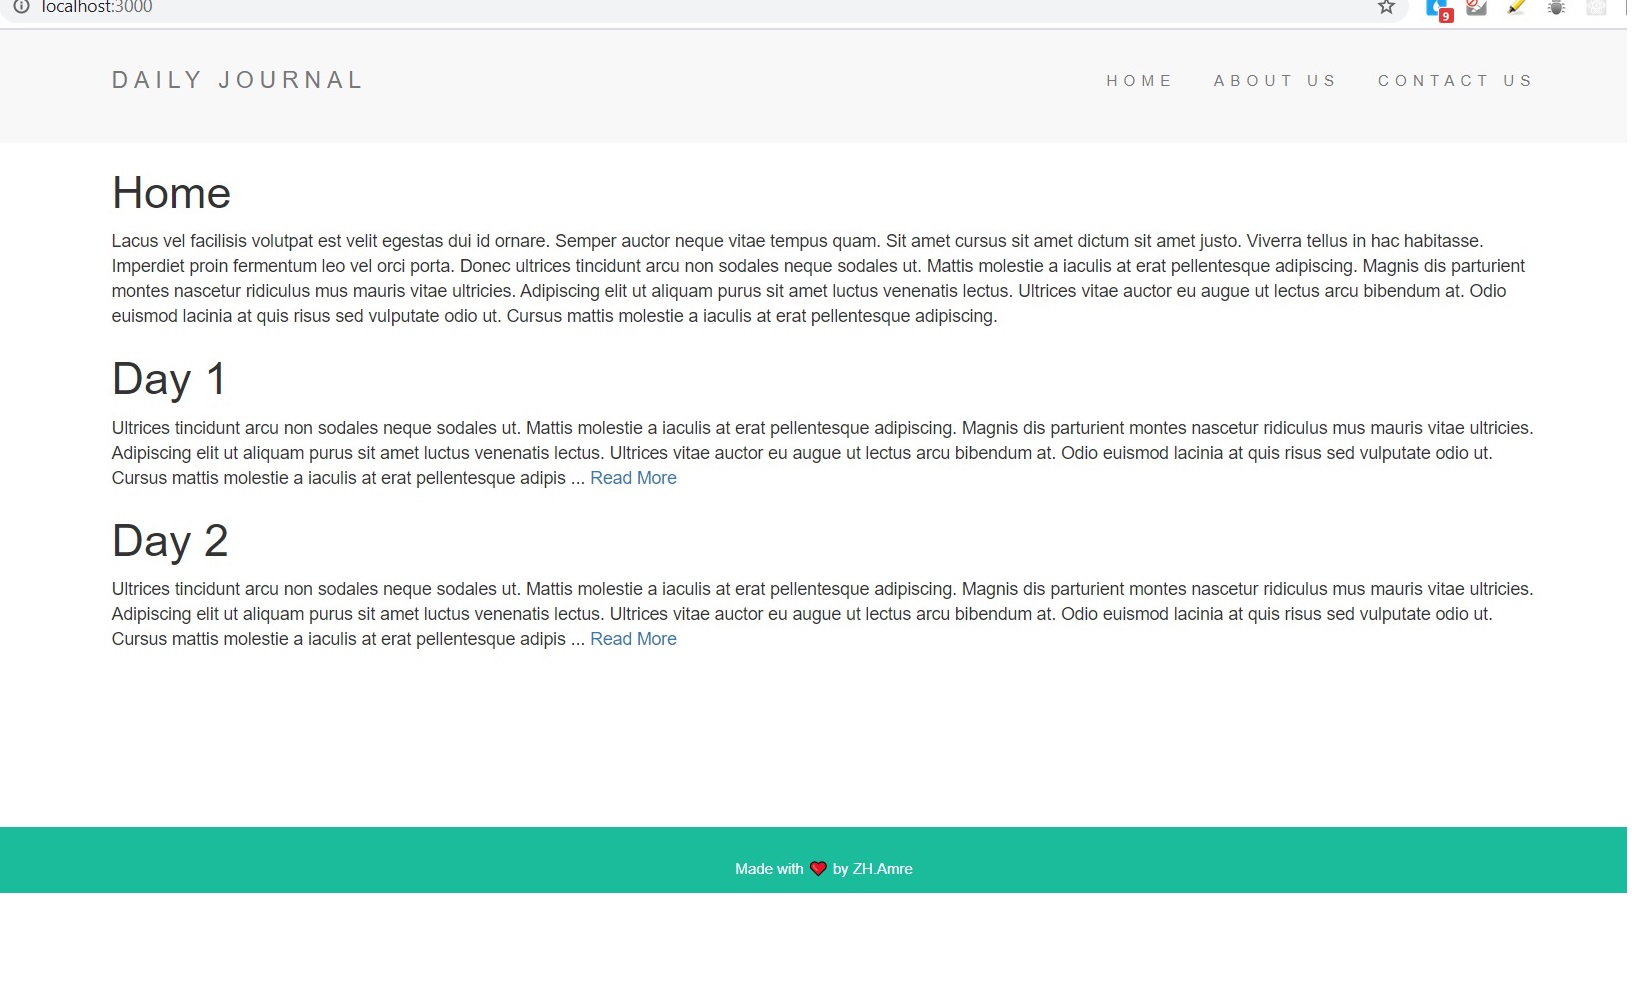 localhost:3000
9
DAILY JOURNAL
HOME
ABOUT US
CONTACT US
Home
Lacus vel facilisis volutpat est velit egestas dui id ornare. Semper auctor neque vitae tempus quam. Sit amet cursus sit amet dictum sit amet justo. Viverra tellus in hac habitasse.
Imperdiet proin fermentum leo vel orci porta. Donec ultrices tincidunt arcu non sodales neque sodales ut. Mattis molestie a iaculis at erat pellentesque adipiscing. Magnis dis parturient
montes nascetur ridiculus mus mauris vitae ultricies. Adipiscing elit ut aliquam purus sit amet luctus venenatis lectus. Ultrices vitae auctor eu augue ut lectus arcu bibendum at. Odio
euismod lacinia at quis risus sed vulputate odio ut. Cursus mattis molestie a iaculis at erat pellentesque adipiscing.
Day 1
Ultrices tincidunt arcu non sodales neque sodales ut. Mattis molestie a iaculis at erat pellentesque adipiscing. Magnis dis parturient montes nascetur ridiculus mus mauris vitae ultricies.
Adipiscing elit ut aliquam purus sit amet luctus venenatis lectus. Ultrices vitae auctor eu augue ut lectus arcu bibendum at. Odio euismod lacinia at quis risus sed vulputate odio ut.
Cursus mattis molestie a iaculis at erat pellentesque adipis ... Read More
Day 2
Ultrices tincidunt arcu non sodales neque sodales ut. Mattis molestie a iaculis at erat pellentesque adipiscing. Magnis dis parturient montes nascetur ridiculus mus mauris vitae ultricies.
Adipiscing elit ut aliquam purus sit amet luctus venenatis lectus. Ultrices vitae auctor eu augue ut lectus arcu bibendum at. Odio euismod lacinia at quis risus sed vulputate odio ut.
Cursus mattis molestie a iaculis at erat pellentesque adipis ... Read More
Made with ❤ by ZH.Amre